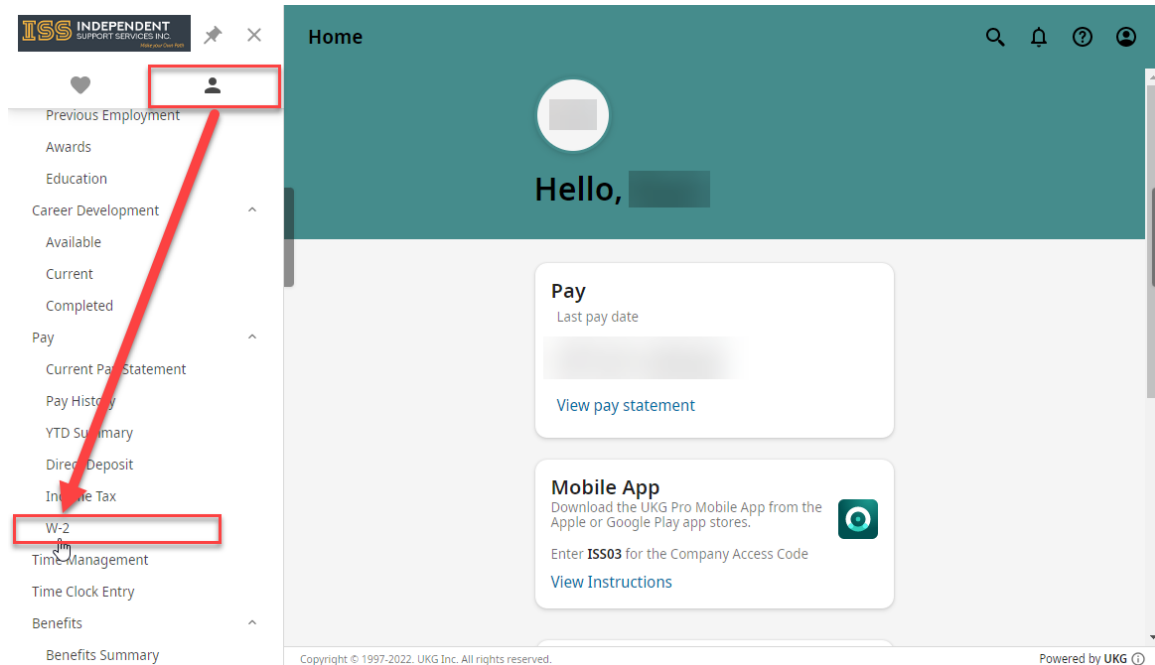 ISS INDEPENDENT
SUPPORT SERVICES INC.
Make your Own Path
Previous Employment
Awards
Education
Career Development
Available
Current
Completed
Pay
Current Pay Statement
Pay History
YTD Summary
Direct Deposit
Income Tax
W-2
Time Management
Time Clock Entry
Benefits
Benefits Summary
Home
Hello,
Pay
Last pay date
View pay statement
Mobile App
Download the UKG Pro Mobile App from the
Apple or Google Play app stores.
Enter ISS03 for the Company Access Code
View Instructions
Copyright © 1997-2022. UKG Inc. All rights reserved.
Powered by UKG